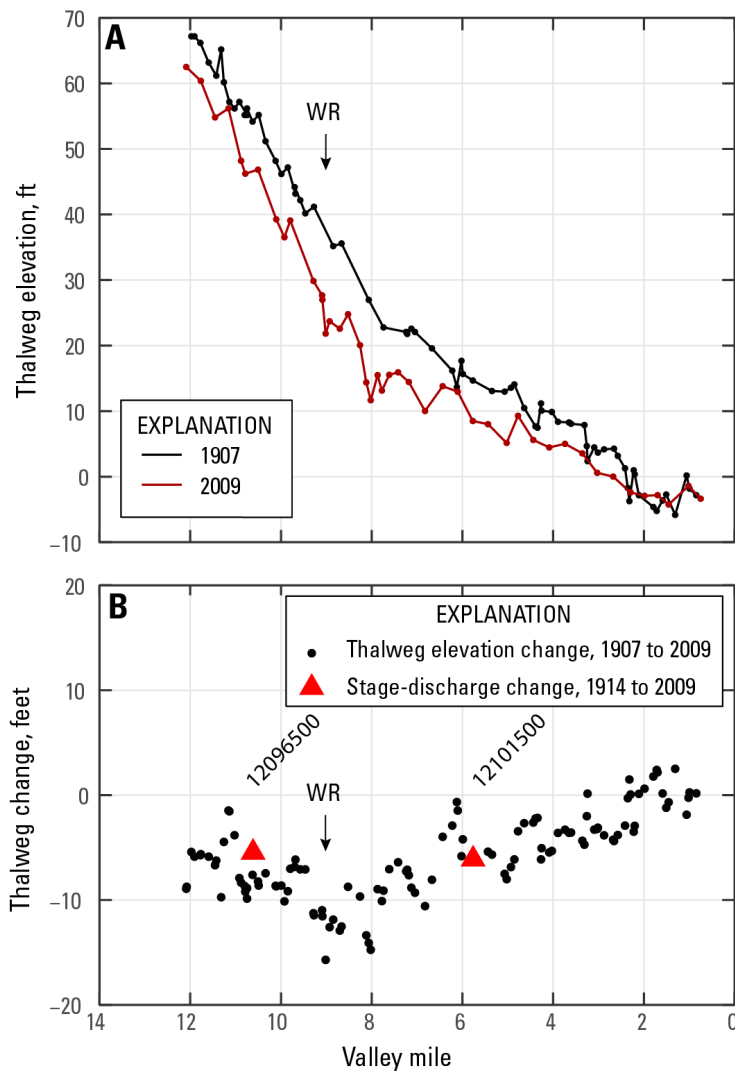 A
70
60
50
40
30
20
10
0
−10
Thalweg elevation, ft
WR
EXPLANATION
1907
2009
B
20
10
0
−10
−20
Thalweg change, feet
EXPLANATION
Thalweg elevation change, 1907 to 2009
Stage-discharge change, 1914 to 2009
12096500
WR
12101500
14 12 10 8 6 4 2 0
Valley mile